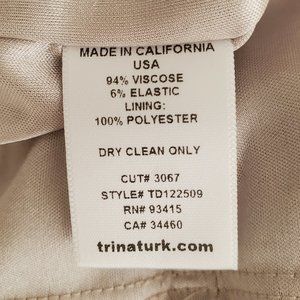 MADE IN CALIFORNIA
USA
94% VISCOSE
6% ELASTIC
LINING:
100% POLYESTER
DRY CLEAN ONLY
CUT# 3067
STYLE# TD122509
RN# 93415
CA# 34460
trinaturk.com